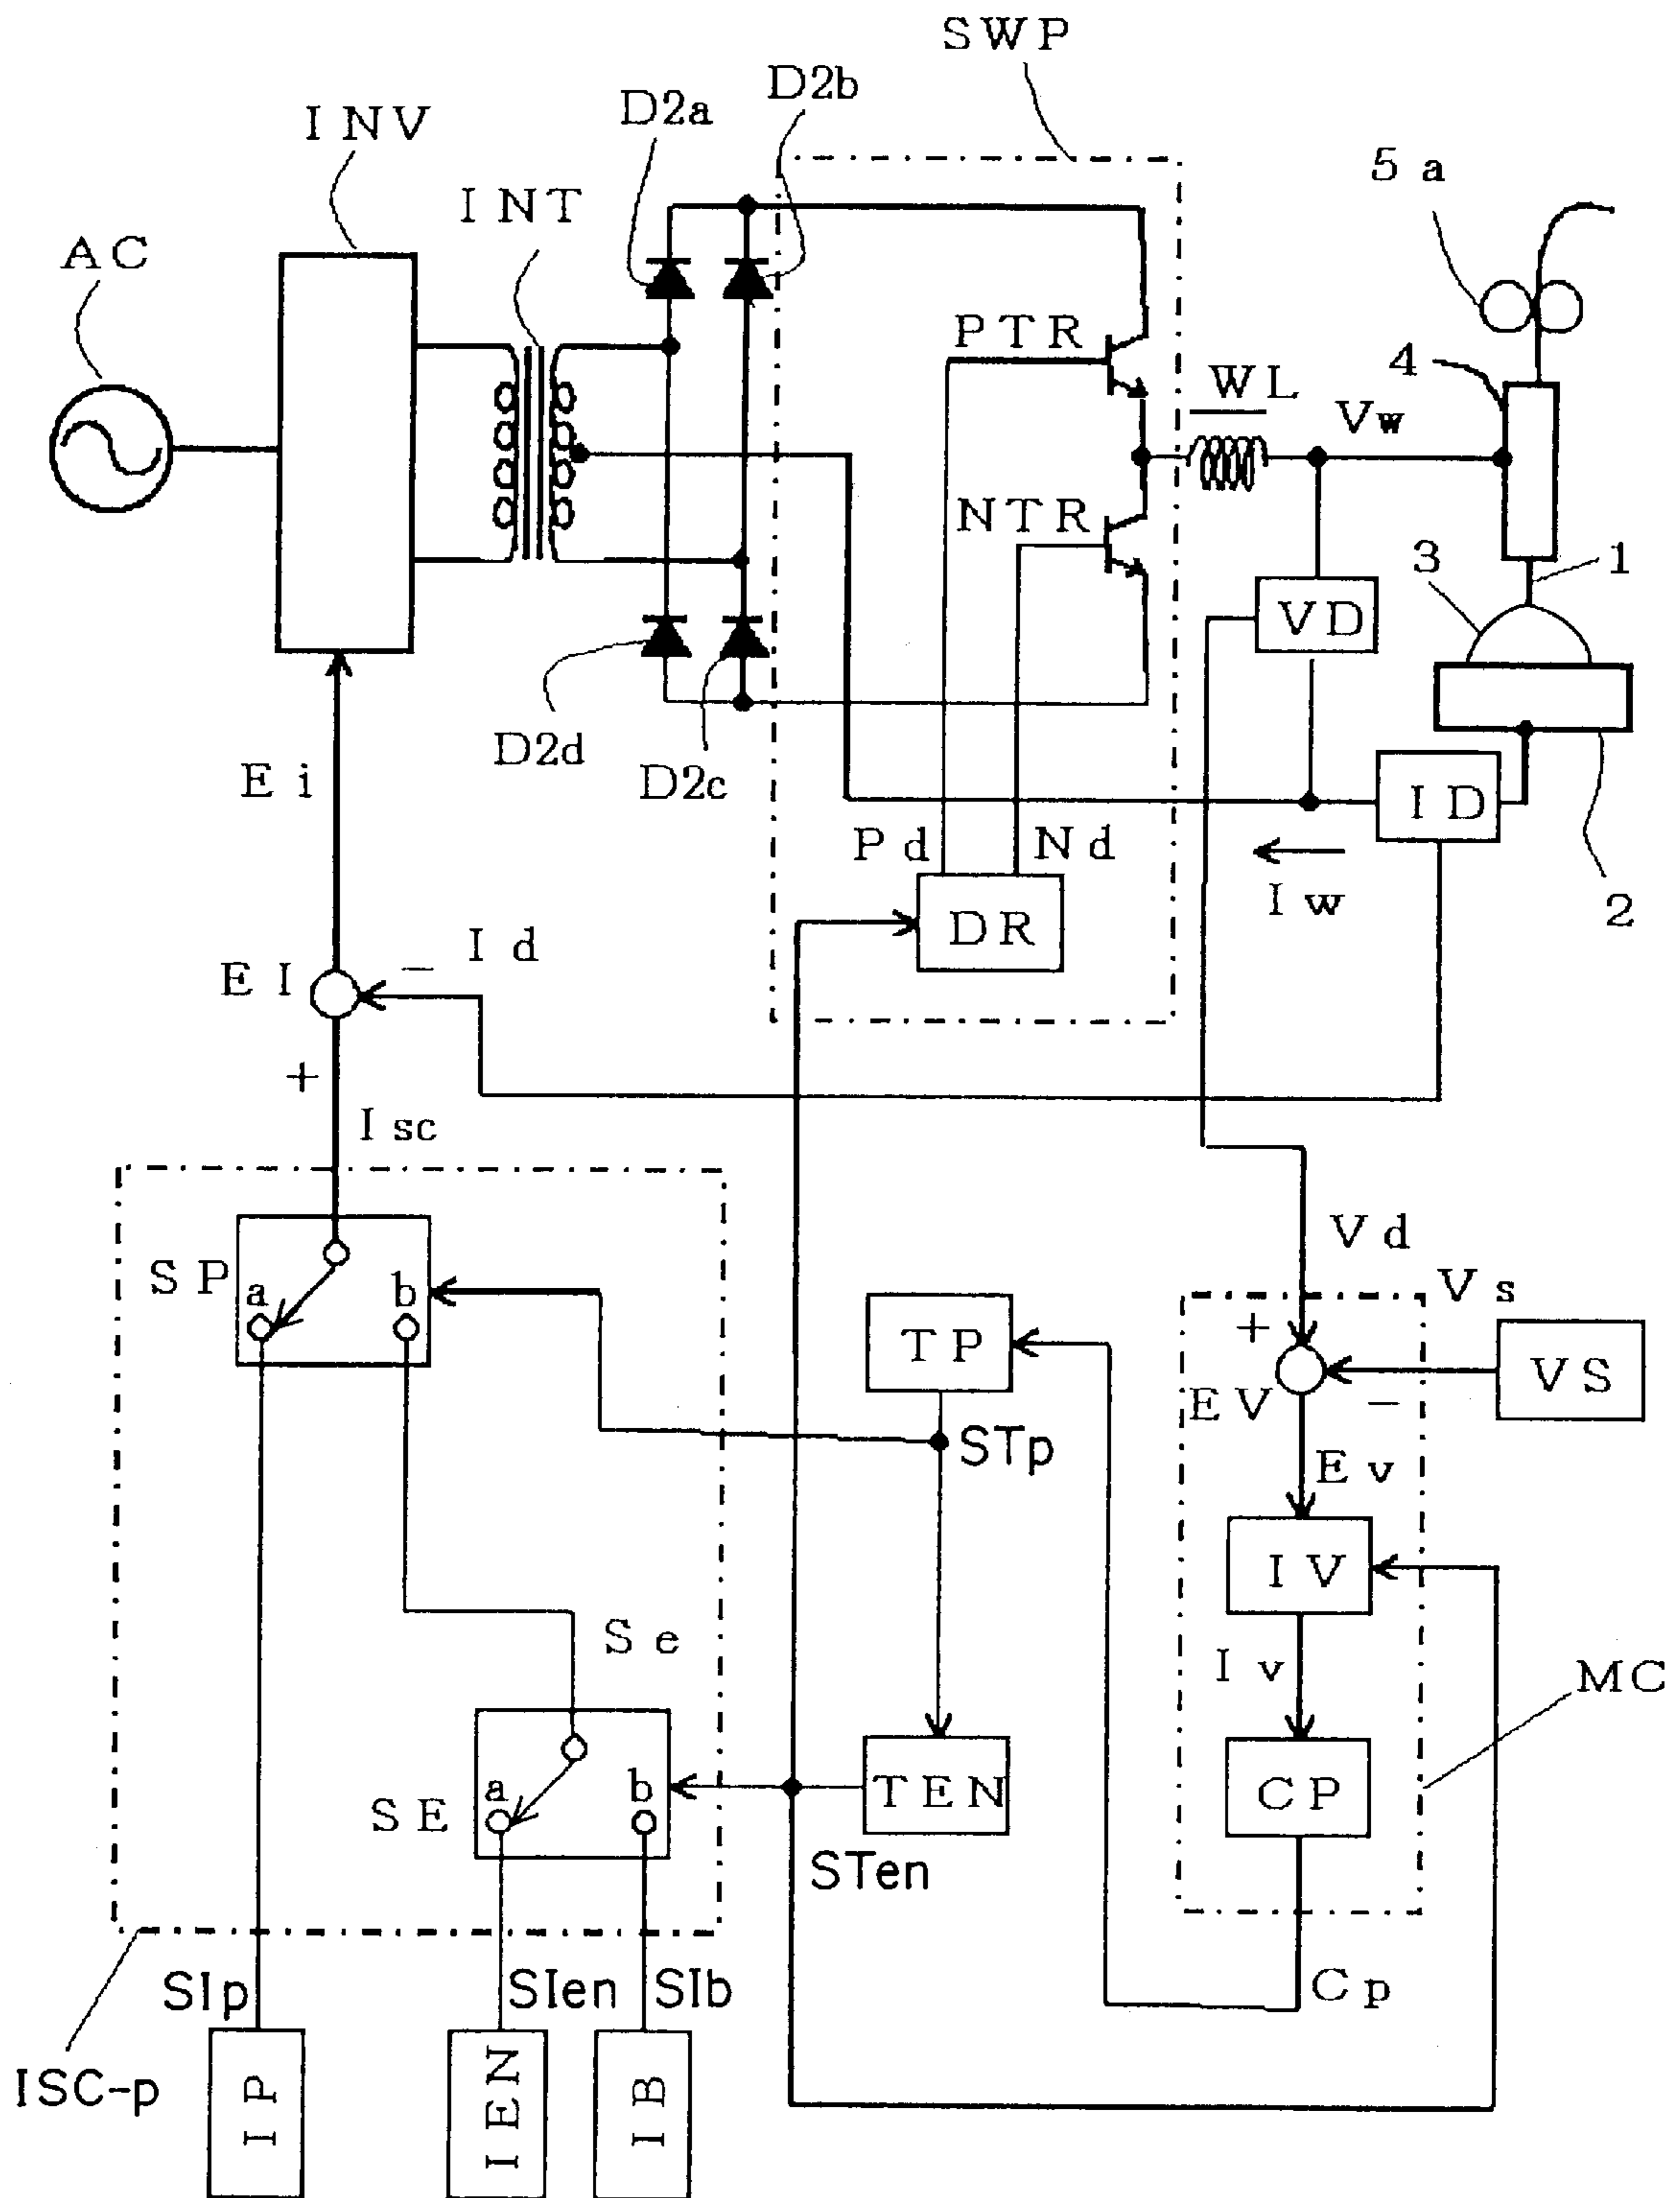 SWP
D2b
D2a
INV
5a
INT
AC
PTR
WL
4
Vw
NTR
3
1
VD
D2d
D2c
Ei
ID
Pd
Nd
Iw
2
DR
Id
EI
−
+
Isc
Vd
SP
a
b
Vs
TP
+
VS
EV
−
STp
Ev
IV
Se
Iv
MC
a
b
TEN
CP
SE
STen
SIp
SIen
SIb
Cp
ISC-p
IP
IEN
IB